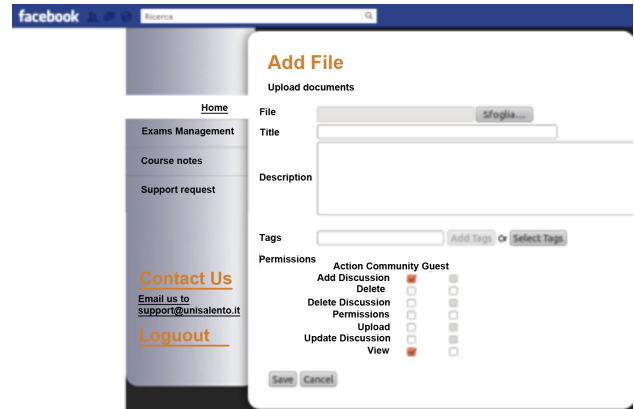 facebook
Ricerca
Add File
Upload documents
Home
File
Sfoglia...
Exams Management
Title
Course notes
Description
Support request
Tags
Add Tags Or Select Tags
Permissions
Action Community Guest
Add Discussion
Contact Us
Delete
Email us to
Delete Discussion
support@unisalento.it
Permissions
Upload
Loguout
Update Discussion
View
Save Cancel